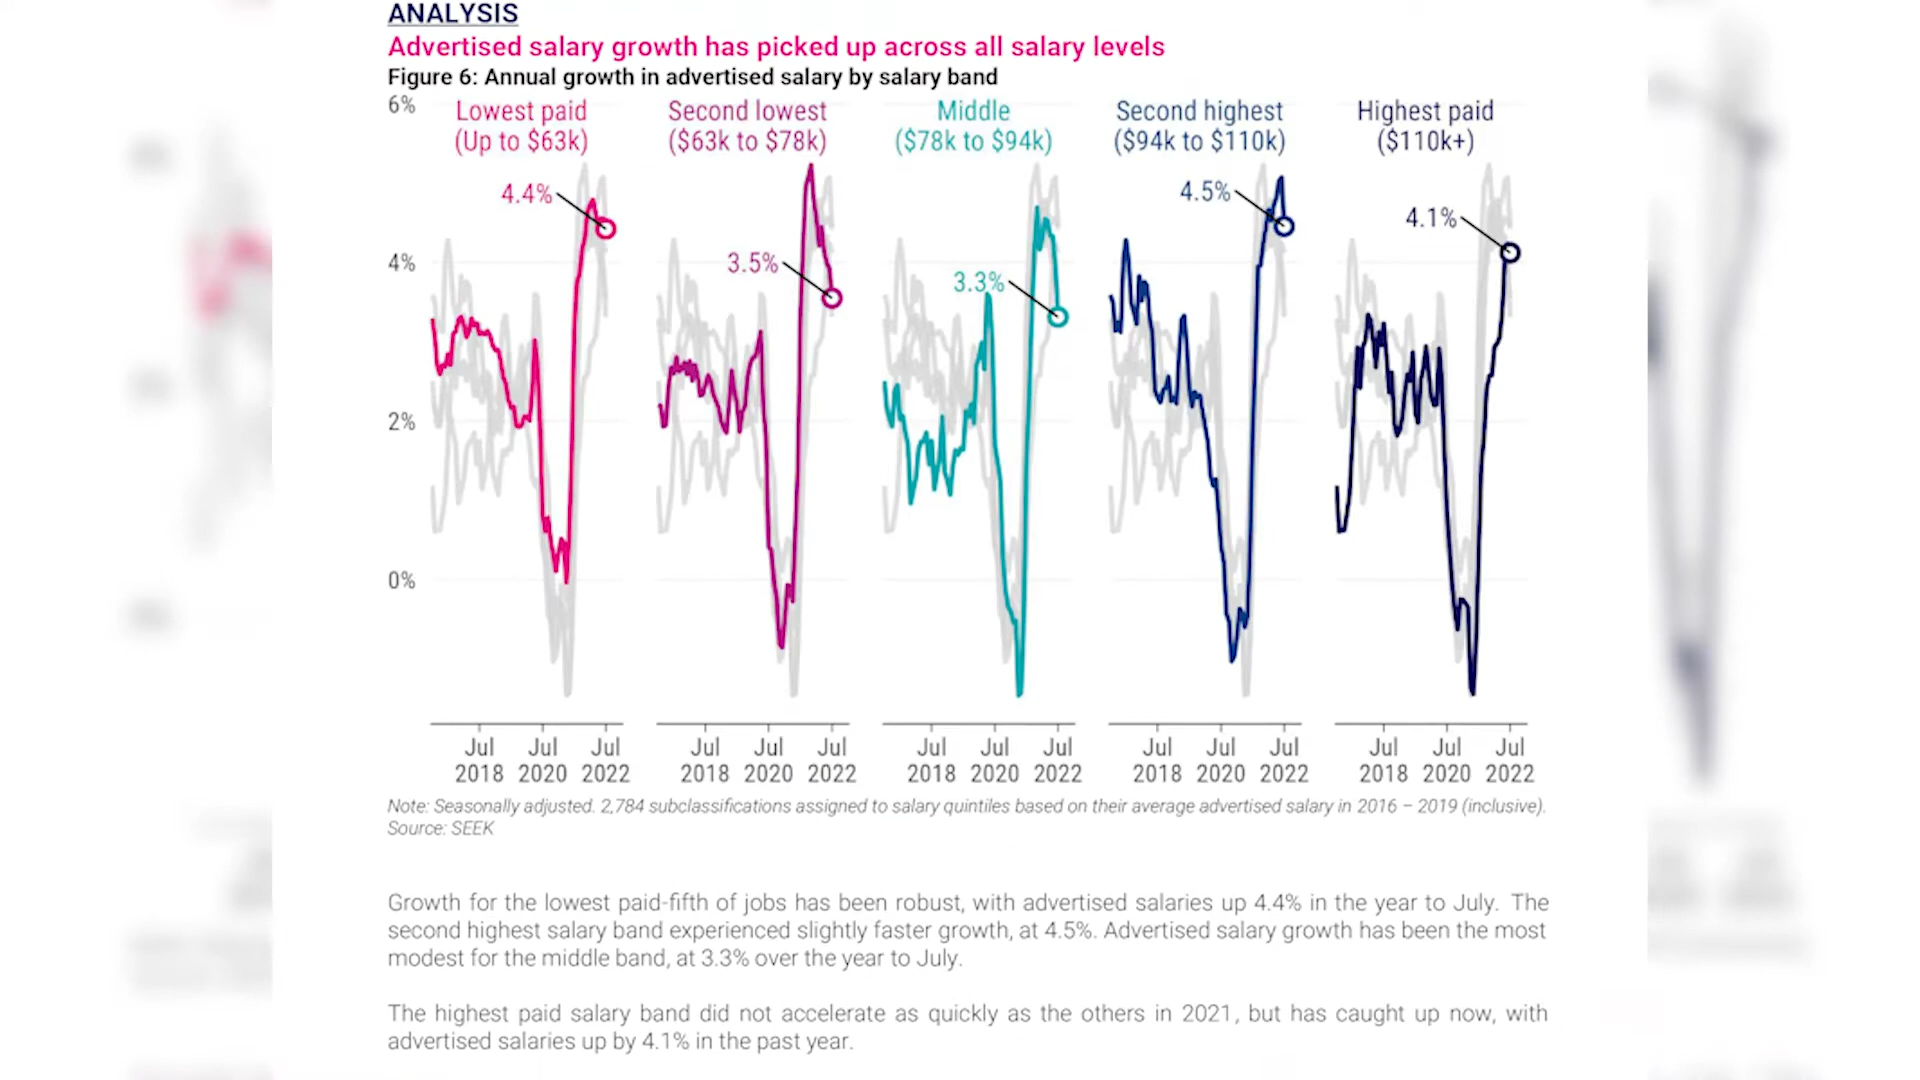 ANALYSIS
Advertised salary growth has picked up across all salary levels
Figure 6: Annual growth in advertised salary by salary band
6%
4%
2%
0%
Lowest paid
(Up to $63k)
4.4%
Second lowest
($63k to $78k)
3.5%
Middle
($78k to $94k)
3.3%
Second highest
($94k to $110k)
4.5%
Highest paid
($110k+)
4.1%
Jul Jul Jul
2018 2020 2022
Jul Jul Jul
2018 2020 2022
Jul Jul Jul
2018 2020 2022
Jul Jul Jul
2018 2020 2022
Jul Jul Jul
2018 2020 2022
Note: Seasonally adjusted. 2,784 subclassifications assigned to salary quintiles based on their average advertised salary in 2016 – 2019 (inclusive).
Source: SEEK
Growth for the lowest paid-fifth of jobs has been robust, with advertised salaries up 4.4% in the year to July. The
second highest salary band experienced slightly faster growth, at 4.5%. Advertised salary growth has been the most
modest for the middle band, at 3.3% over the year to July.
The highest paid salary band did not accelerate as quickly as the others in 2021, but has caught up now, with
advertised salaries up by 4.1% in the past year.